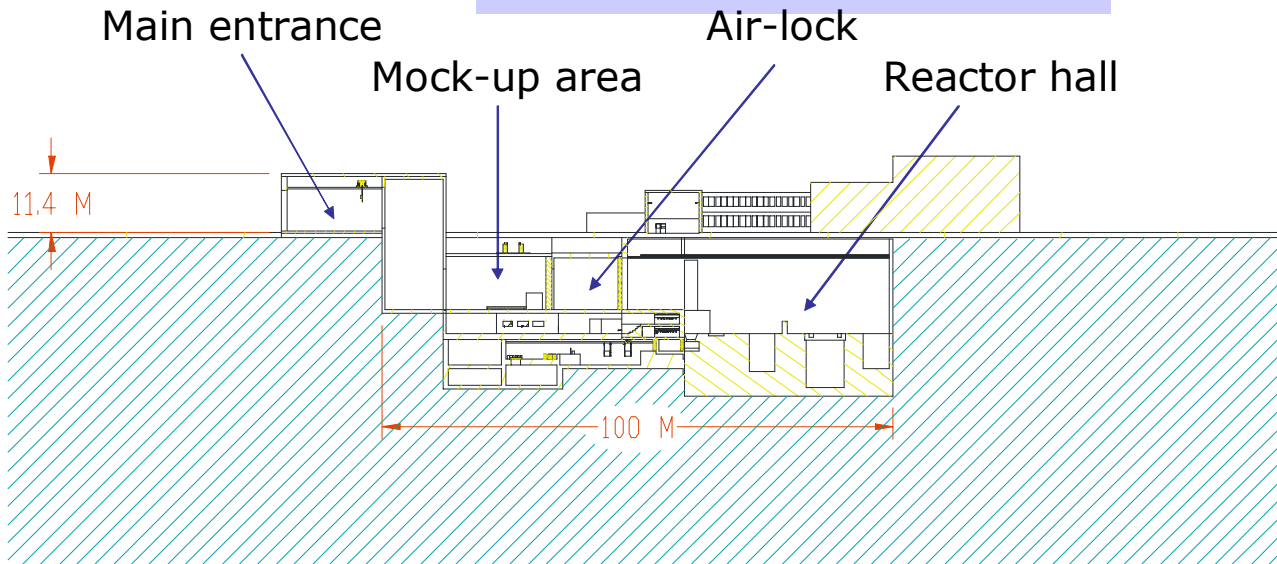 Main entrance
Air-lock
Mock-up area
Reactor hall
11.4 M
100 M